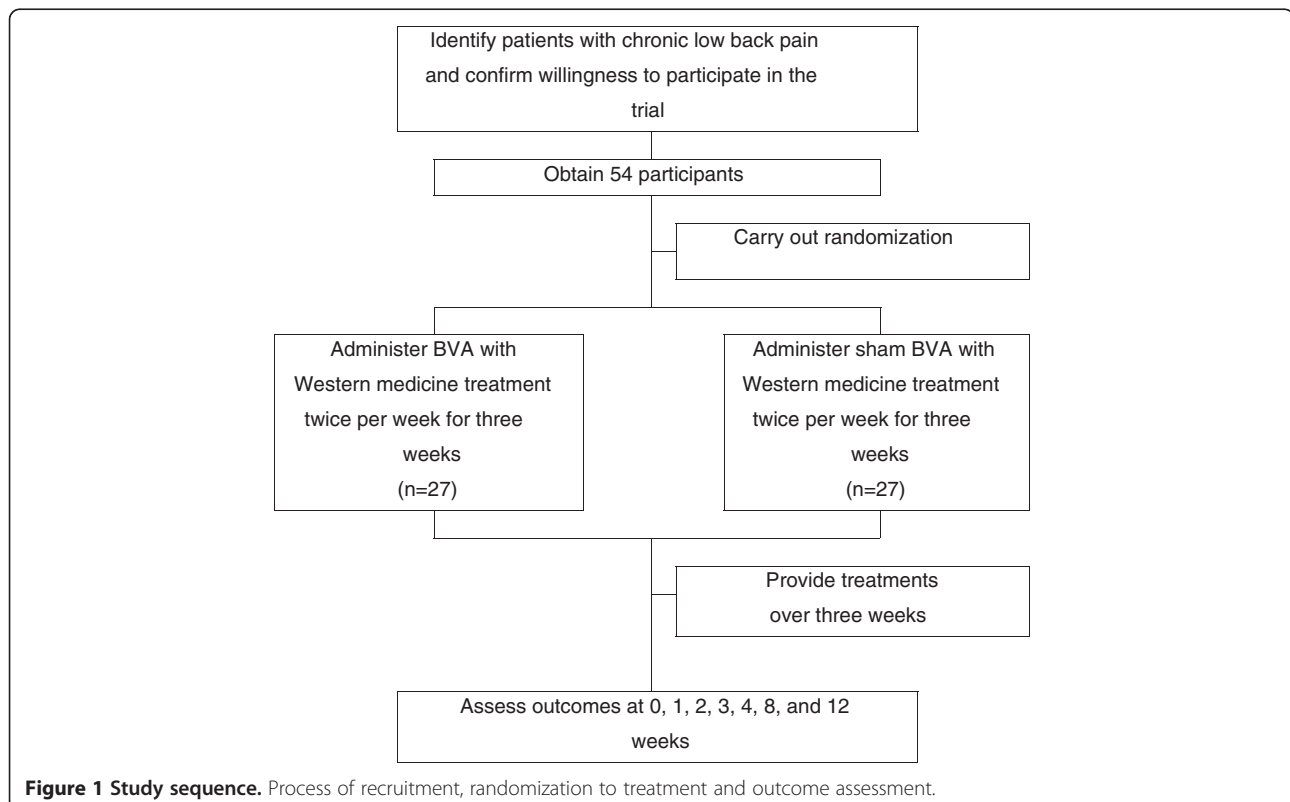 Identify patients with chronic low back pain
and confirm willingness to participate in the
trial
Obtain 54 participants
Carry out randomization
Administer BVA with
Western medicine treatment
twice per week for three
weeks
(n=27)
Administer sham BVA with
Western medicine treatment
twice per week for three
weeks
(n=27)
Provide treatments
over three weeks
Assess outcomes at 0, 1, 2, 3, 4, 8, and 12
weeks
Figure 1 Study sequence. Process of recruitment, randomization to treatment and outcome assessment.